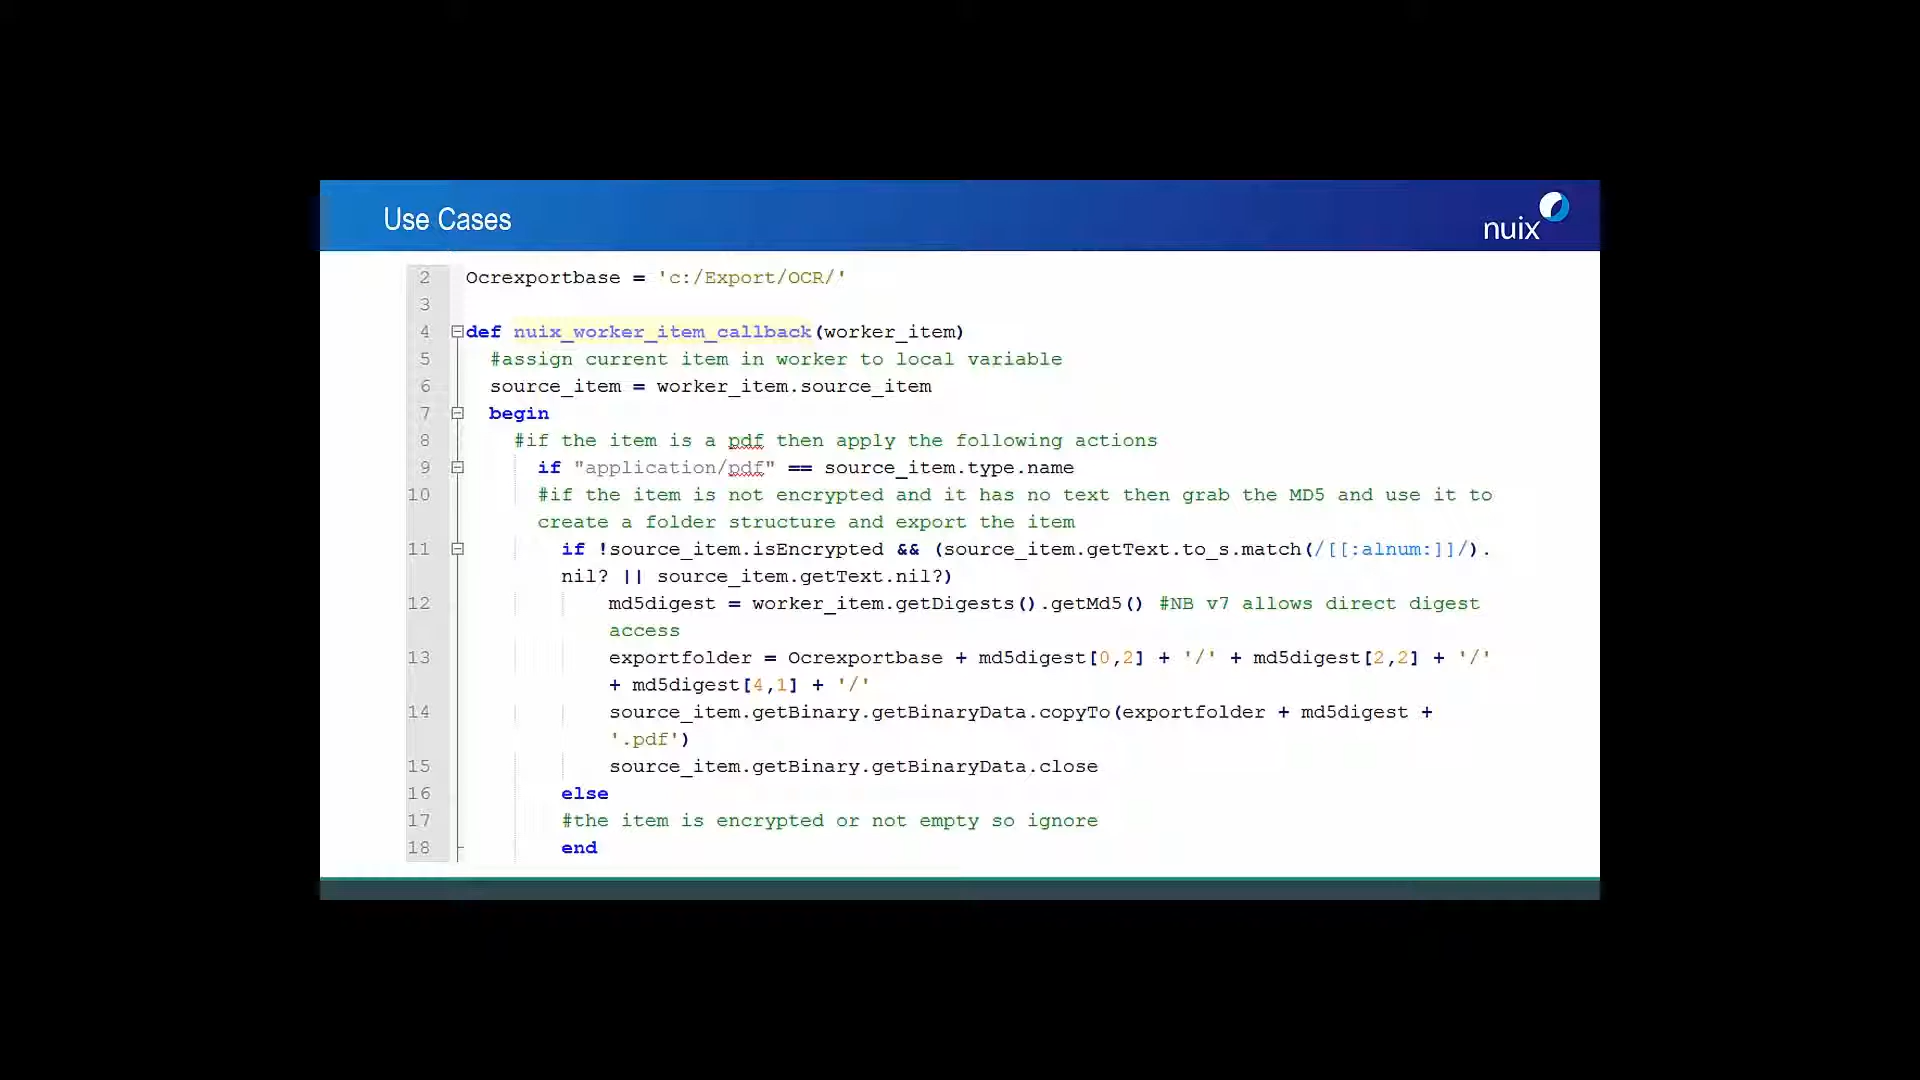 Use Cases
nuix
2 Ocrexportbase = 'c:/Export/OCR/'
3
4 def nuix_worker_item_callback(worker_item)
5 #assign current item in worker to local variable
6 source_item = worker_item.source_item
7 begin
8 #if the item is a pdf then apply the following actions
9 if "application/pdf" == source_item.type.name
10 #if the item is not encrypted and it has no text then grab the MD5 and use it to
create a folder structure and export the item
11 if !source_item.isEncrypted && (source_item.getText.to_s.match(/[[:alnum:]]/).
nil? || source_item.getText.nil?)
12 md5digest = worker_item.getDigests().getMd5() #NB v7 allows direct digest
access
13 exportfolder = Ocrexportbase + md5digest[0,2] + '/' + md5digest[2,2] + '/'
+ md5digest[4,1] + '/'
14 source_item.getBinary.getBinaryData.copyTo(exportfolder + md5digest +
'.pdf')
15 source_item.getBinary.getBinaryData.close
16 else
17 #the item is encrypted or not empty so ignore
18 end